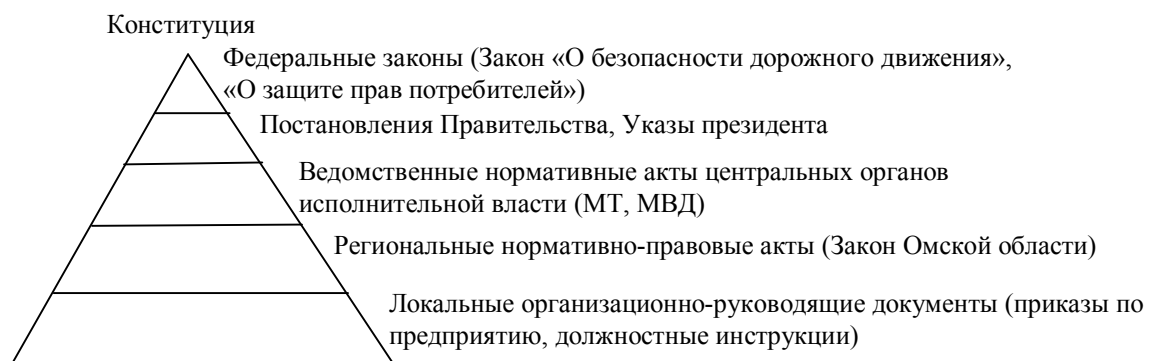 Конституция
Федеральные законы (Закон «О безопасности дорожного движения»,
«О защите прав потребителей»)
Постановления Правительства, Указы президента
Ведомственные нормативные акты центральных органов
исполнительной власти (МТ, МВД)
Региональные нормативно-правовые акты (Закон Омской области)
Локальные организационно-руководящие документы (приказы по
предприятию, должностные инструкции)